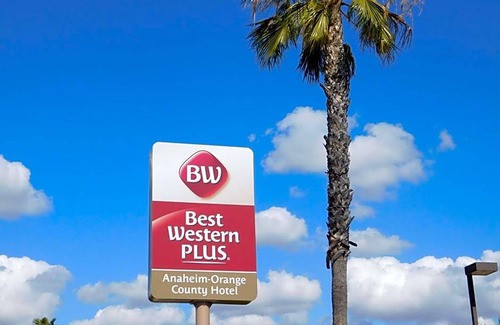 BW
Best
Western
PLUS®
Anaheim-Orange
County Hotel